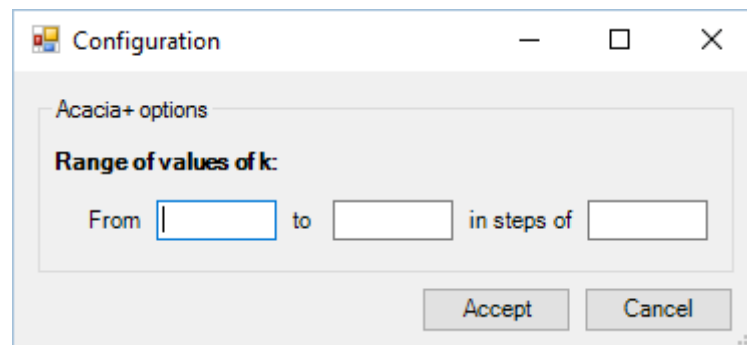 Configuration
Acacia+ options
Range of values of k:
From to in steps of
Accept Cancel